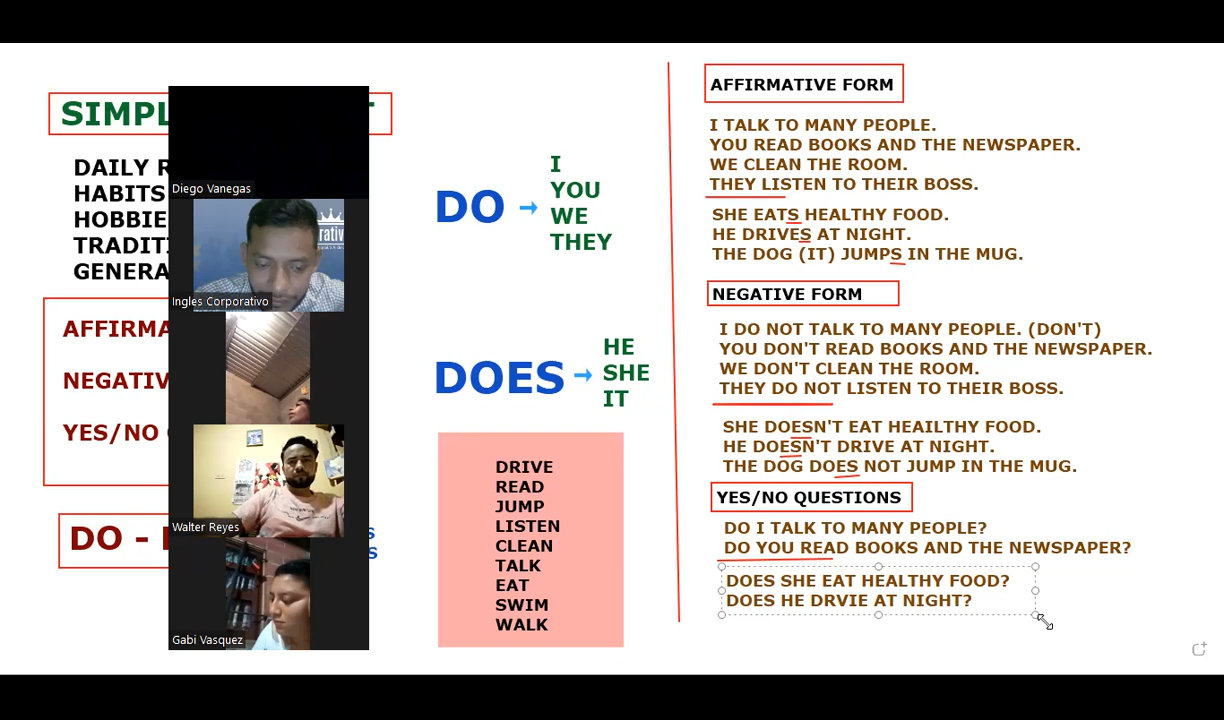 SIMPL
DAILY R
HABITS
HOBBIE
TRADITI
GENERA
AFFIRMA
NEGATIV
YES/NO
DO -
Diego Vanegas
rativ
Ingles Corporativo
Walter Reyes
Gabi Vasquez
DO → I
YOU
WE
THEY
DOES → HE
SHE
IT
DRIVE
READ
JUMP
LISTEN
CLEAN
TALK
EAT
SWIM
WALK
AFFIRMATIVE FORM
I TALK TO MANY PEOPLE.
YOU READ BOOKS AND THE NEWSPAPER.
WE CLEAN THE ROOM.
THEY LISTEN TO THEIR BOSS.
SHE EATS HEALTHY FOOD.
HE DRIVES AT NIGHT.
THE DOG (IT) JUMPS IN THE MUG.
NEGATIVE FORM
I DO NOT TALK TO MANY PEOPLE. (DON'T)
YOU DON'T READ BOOKS AND THE NEWSPAPER.
WE DON'T CLEAN THE ROOM.
THEY DO NOT LISTEN TO THEIR BOSS.
SHE DOESN'T EAT HEAILTHY FOOD.
HE DOESN'T DRIVE AT NIGHT.
THE DOG DOES NOT JUMP IN THE MUG.
YES/NO QUESTIONS
DO I TALK TO MANY PEOPLE?
DO YOU READ BOOKS AND THE NEWSPAPER?
DOES SHE EAT HEALTHY FOOD?
DOES HE DRVIE AT NIGHT?